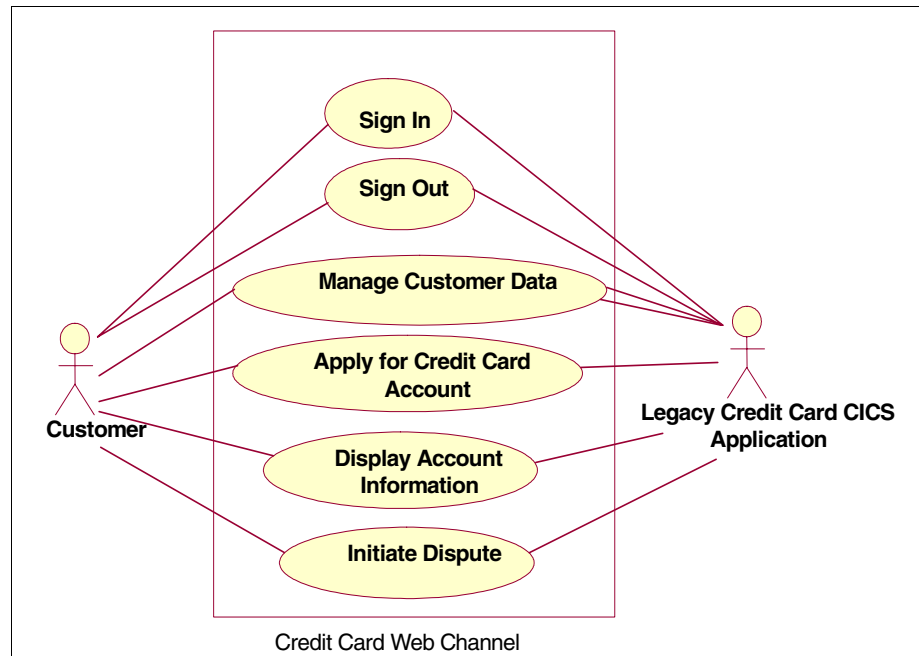 Sign In
Sign Out
Manage Customer Data
Apply for Credit Card
Account
Customer
Legacy Credit Card CICS
Application
Display Account
Information
Initiate Dispute
Credit Card Web Channel